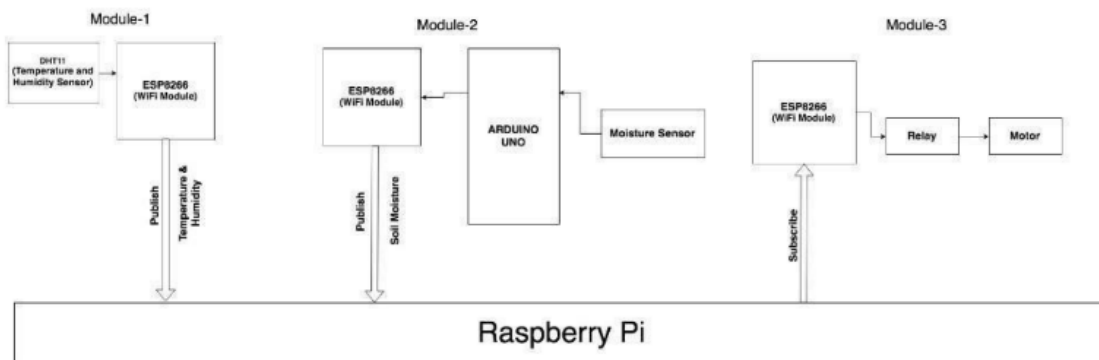 Module-1
DHT11
(Temperature and
Humidity Sensor)
ESP8266
(WiFi Module)
Publish
Temperature &
Humidity
Module-2
ESP8266
(WiFi Module)
ARDUINO
UNO
Moisture Sensor
Publish
Soil Moisture
Module-3
ESP8266
(WiFi Module)
Relay
Motor
Subscribe
Raspberry Pi